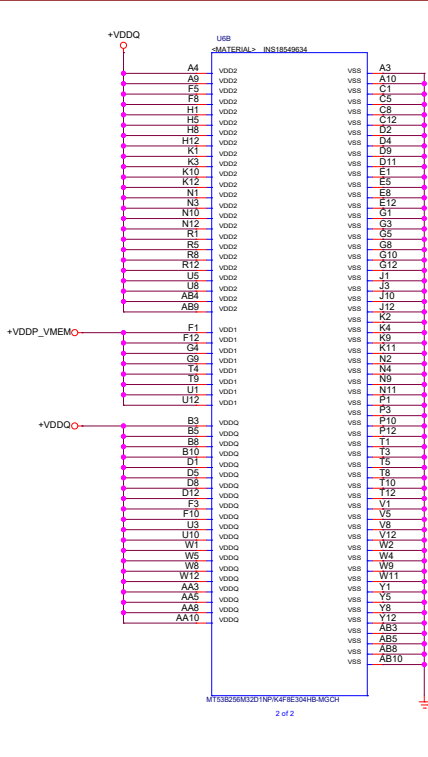 +VDDQ
U6B
<MATERIAL> INS18549634
A4 VDD2 VSS A3
A9 VDD2 VSS A10
F5 VDD2 VSS C1
F8 VDD2 VSS C5
H1 VDD2 VSS C8
H5 VDD2 VSS C12
H8 VDD2 VSS D2
H12 VDD2 VSS D4
K1 VDD2 VSS D9
K3 VDD2 VSS D11
K10 VDD2 VSS E1
K12 VDD2 VSS E5
N1 VDD2 VSS E8
N3 VDD2 VSS E12
N10 VDD2 VSS G1
N12 VDD2 VSS G3
R1 VDD2 VSS G5
R5 VDD2 VSS G8
R8 VDD2 VSS G10
R12 VDD2 VSS G12
U5 VDD2 VSS J1
U8 VDD2 VSS J3
AB4 VDD2 VSS J10
AB9 VDD2 VSS J12
VSS K2
+VDDP_VMEM F1 VDD1 VSS K4
F12 VDD1 VSS K9
G4 VDD1 VSS K11
G9 VDD1 VSS N2
T4 VDD1 VSS N4
T9 VDD1 VSS N9
U1 VDD1 VSS N11
U12 VDD1 VSS P1
VSS P3
+VDDQ B3 VDDQ VSS P10
B5 VDDQ VSS P12
B8 VDDQ VSS T1
B10 VDDQ VSS T3
D1 VDDQ VSS T5
D5 VDDQ VSS T8
D8 VDDQ VSS T10
D12 VDDQ VSS T12
F3 VDDQ VSS V1
F10 VDDQ VSS V5
U3 VDDQ VSS V8
U10 VDDQ VSS V12
W1 VDDQ VSS W2
W5 VDDQ VSS W4
W8 VDDQ VSS W9
W12 VDDQ VSS W11
AA3 VDDQ VSS Y1
AA5 VDDQ VSS Y5
AA8 VDDQ VSS Y8
AA10 VDDQ VSS Y12
VSS AB3
VSS AB5
VSS AB8
VSS AB10
MT53B256M32D1NP/K4F8E304HB-MGCH
2 of 2